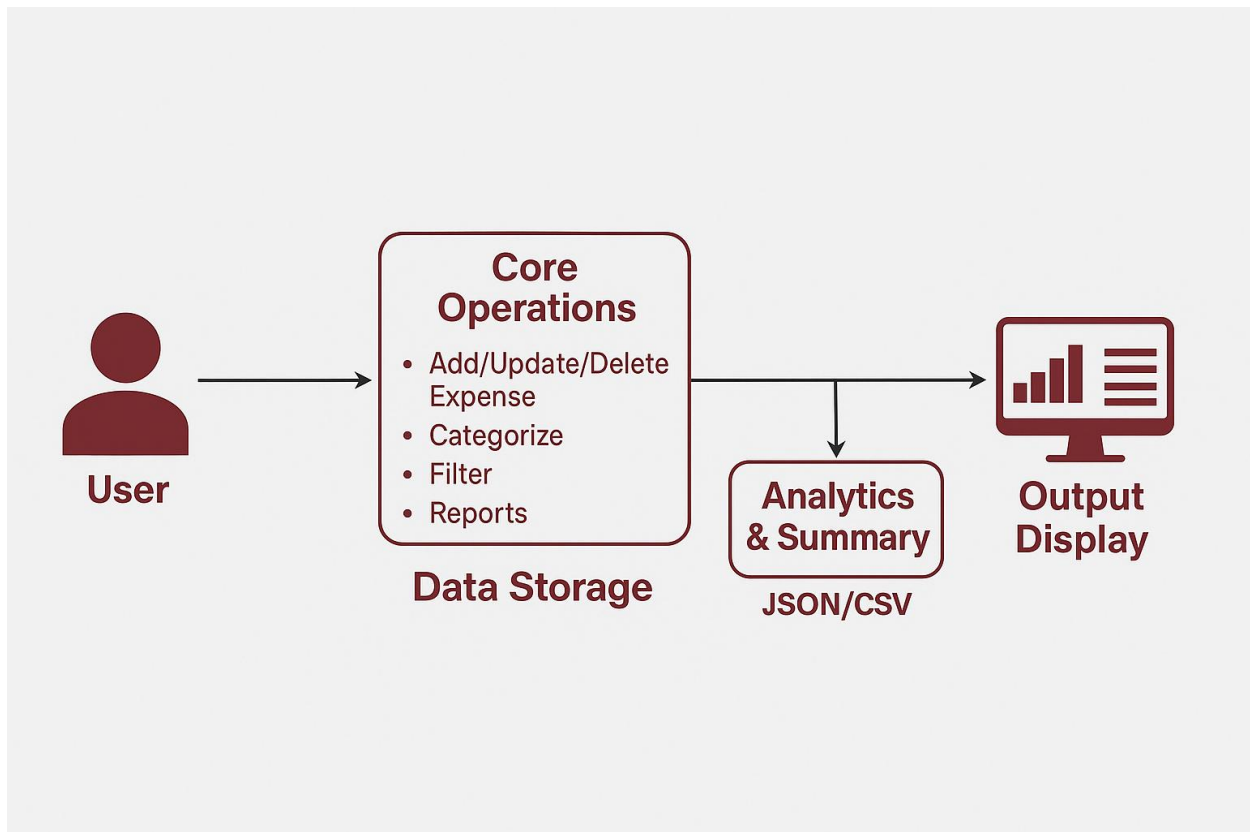 User
Core
Operations
• Add/Update/Delete
Expense
• Categorize
• Filter
• Reports
Data Storage
Analytics
& Summary
JSON/CSV
Output
Display